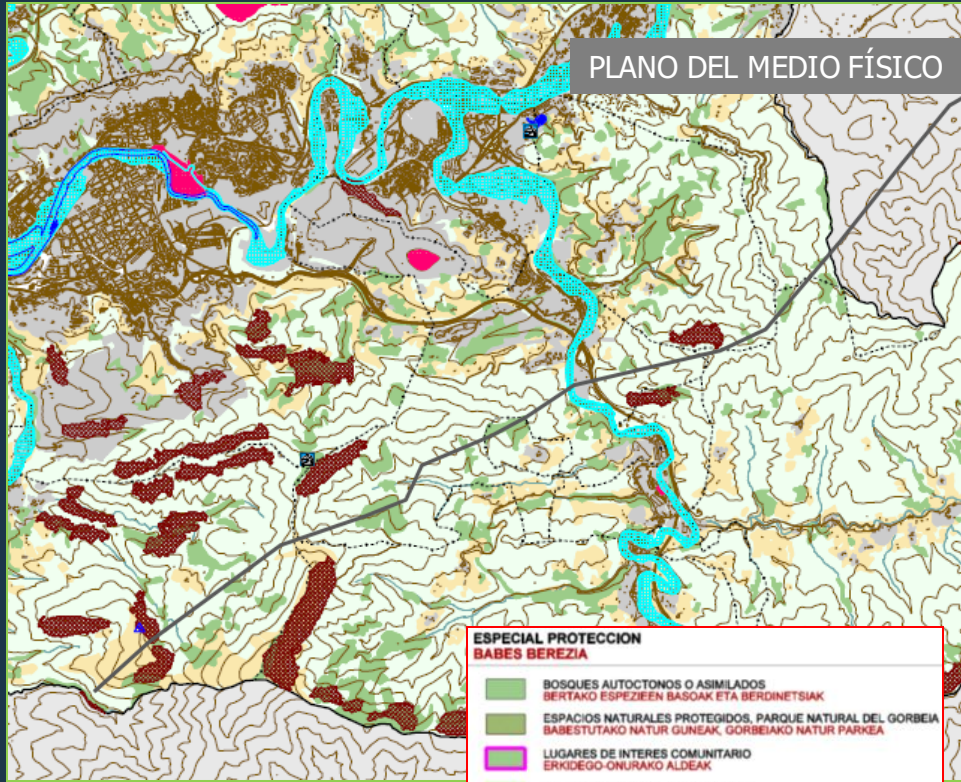 PLANO DEL MEDIO FÍSICO
ESPECIAL PROTECCION
BABES BEREZIA
BOSQUES AUTOCTONOS O ASIMILADOS
BERTAKO ESPEZIEEN BASOAK ETA BERDINETSIAK
ESPACIOS NATURALES PROTEGIDOS, PARQUE NATURAL DEL GORBEIA
BABESTUTAKO NATUR GUNEAK, GORBEIAKO NATUR PARKEA
LUGARES DE INTERES COMUNITARIO
ERKIDEGO-ONURAKO ALDEAK